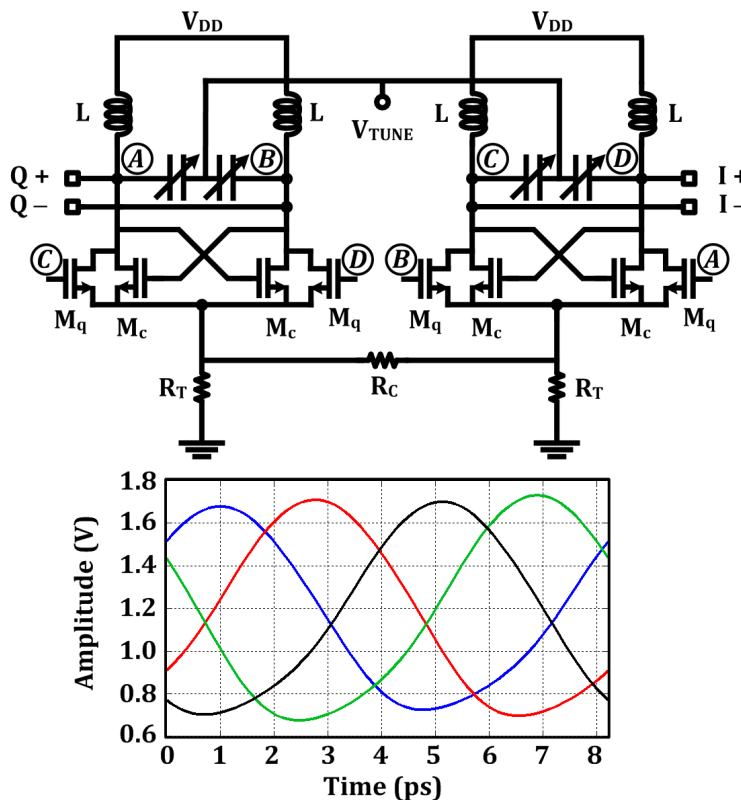 VDD VDD
L L L L
VTUNE
A B C D
Q + I +
Q − I −
C D B A
Mq Mc Mc Mq Mq Mc Mc Mq
RT RC RT
1.8
1.6
1.4
1.2
1.0
0.8
0.6
Amplitude (V)
0 1 2 3 4 5 6 7 8
Time (ps)